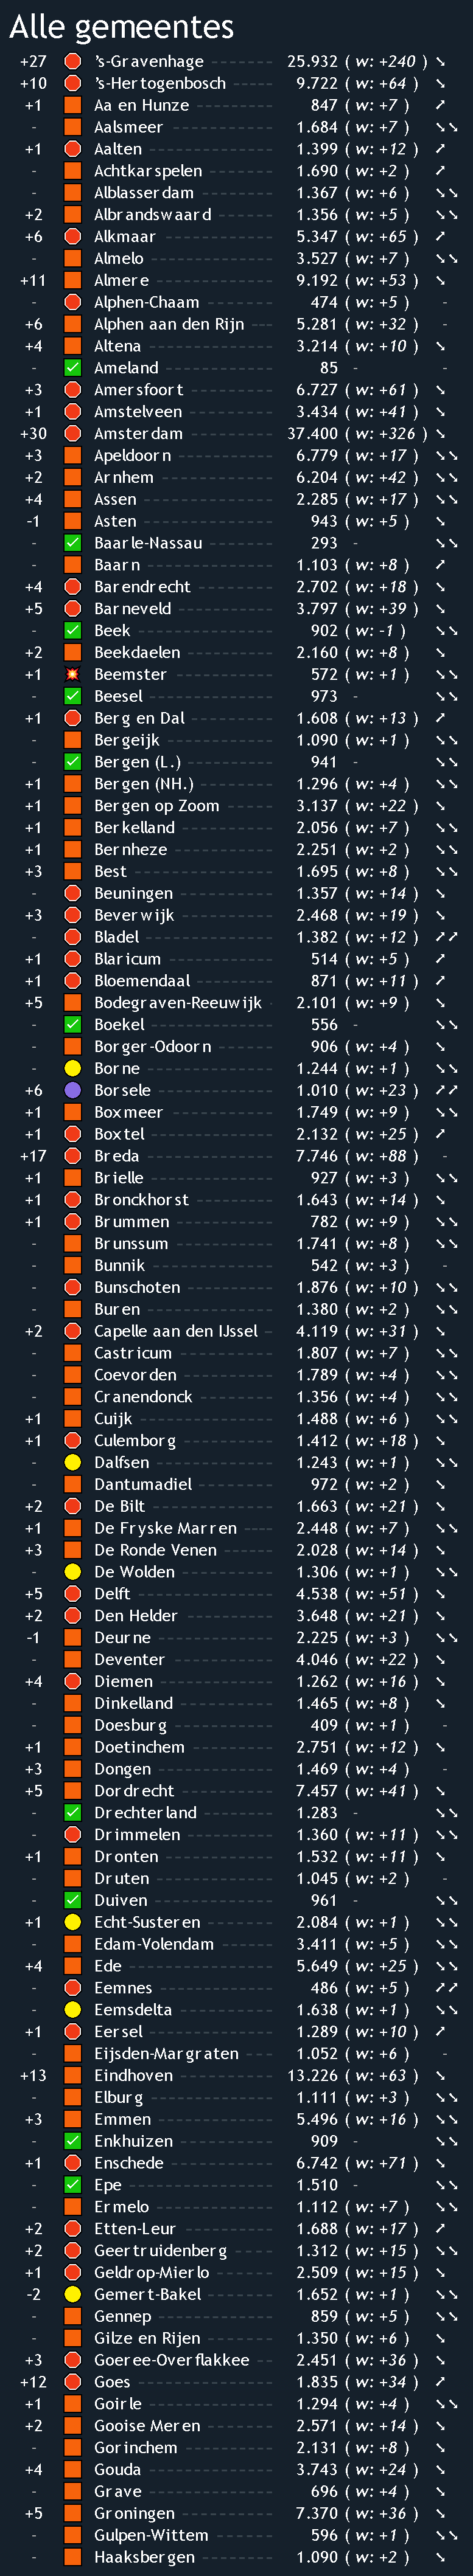 Alle gemeentes
+27 's-Gravenhage 25.932 ( w: +240 ) ↘
+10 's-Hertogenbosch 9.722 ( w: +64 ) ↘
+1 Aa en Hunze 847 ( w: +7 ) ↗
- Aalsmeer 1.684 ( w: +7 ) ↘↘
+1 Aalten 1.399 ( w: +12 ) ↗
- Achtkarspelen 1.690 ( w: +2 ) ↗
- Alblasserdam 1.367 ( w: +6 ) ↘↘
+2 Albrandswaard 1.356 ( w: +5 ) ↘↘
+6 Alkmaar 5.347 ( w: +65 ) ↗
- Almelo 3.527 ( w: +7 ) ↘↘
+11 Almere 9.192 ( w: +53 ) ↘
- Alphen-Chaam 474 ( w: +5 ) -
+6 Alphen aan den Rijn 5.281 ( w: +32 ) -
+4 Altena 3.214 ( w: +10 ) ↘
- Ameland 85 - -
+3 Amersfoort 6.727 ( w: +61 ) ↘
+1 Amstelveen 3.434 ( w: +41 ) ↘
+30 Amsterdam 37.400 ( w: +326 ) ↘
+3 Apeldoorn 6.779 ( w: +17 ) ↘↘
+2 Arnhem 6.204 ( w: +42 ) ↘↘
+4 Assen 2.285 ( w: +17 ) ↘↘
-1 Asten 943 ( w: +5 ) ↘
- Baarle-Nassau 293 - ↘↘
- Baarn 1.103 ( w: +8 ) ↗
+4 Barendrecht 2.702 ( w: +18 ) ↘
+5 Barneveld 3.797 ( w: +39 ) ↘
- Beek 902 ( w: -1 ) ↘↘
+2 Beekdaelen 2.160 ( w: +8 ) ↘
+1 Beemster 572 ( w: +1 ) ↘↘
- Beesel 973 - ↘↘
+1 Berg en Dal 1.608 ( w: +13 ) ↗
- Bergeijk 1.090 ( w: +1 ) ↘↘
- Bergen (L.) 941 - ↘↘
+1 Bergen (NH.) 1.296 ( w: +4 ) ↘↘
+1 Bergen op Zoom 3.137 ( w: +22 ) ↘
+1 Berkelland 2.056 ( w: +7 ) ↘↘
+1 Bernheze 2.251 ( w: +2 ) ↘↘
+3 Best 1.695 ( w: +8 ) ↘↘
- Beuningen 1.357 ( w: +14 ) ↘
+3 Beverwijk 2.468 ( w: +19 ) ↘
- Bladel 1.382 ( w: +12 ) ↗↗
+1 Blaricum 514 ( w: +5 ) ↗
+1 Bloemendaal 871 ( w: +11 ) ↗
+5 Bodegraven-Reeuwijk 2.101 ( w: +9 ) ↘
- Boekel 556 - ↘↘
- Borger-Odoorn 906 ( w: +4 ) ↘
- Borne 1.244 ( w: +1 ) ↘↘
+6 Borsele 1.010 ( w: +23 ) ↗↗
+1 Boxmeer 1.749 ( w: +9 ) ↘↘
+1 Boxtel 2.132 ( w: +25 ) ↗
+17 Breda 7.746 ( w: +88 ) -
+1 Brielle 927 ( w: +3 ) ↘↘
+1 Bronckhorst 1.643 ( w: +14 ) ↘
+1 Brummen 782 ( w: +9 ) ↘↘
- Brunssum 1.741 ( w: +8 ) ↘↘
- Bunnik 542 ( w: +3 ) -
- Bunschoten 1.876 ( w: +10 ) ↘↘
- Buren 1.380 ( w: +2 ) ↘↘
+2 Capelle aan den IJssel 4.119 ( w: +31 ) ↘
- Castricum 1.807 ( w: +7 ) ↘↘
- Coevorden 1.789 ( w: +4 ) ↘↘
- Cranendonck 1.356 ( w: +4 ) ↘↘
+1 Cuijk 1.488 ( w: +6 ) ↘↘
+1 Culemborg 1.412 ( w: +18 ) ↘
- Dalfsen 1.243 ( w: +1 ) ↘↘
- Dantumadiel 972 ( w: +2 ) ↘
+2 De Bilt 1.663 ( w: +21 ) ↘
+1 De Fryske Marren 2.448 ( w: +7 ) ↘↘
+3 De Ronde Venen 2.028 ( w: +14 ) ↘
- De Wolden 1.306 ( w: +1 ) ↘↘
+5 Delft 4.538 ( w: +51 ) ↘
+2 Den Helder 3.648 ( w: +21 ) ↘
-1 Deurne 2.225 ( w: +3 ) ↘↘
- Deventer 4.046 ( w: +22 ) ↘
+4 Diemen 1.262 ( w: +16 ) ↘
- Dinkelland 1.465 ( w: +8 ) ↘
- Doesburg 409 ( w: +1 ) -
+1 Doetinchem 2.751 ( w: +12 ) ↘
+3 Dongen 1.469 ( w: +4 ) -
+5 Dordrecht 7.457 ( w: +41 ) ↘
- Drechterland 1.283 - ↘↘
- Drimmelen 1.360 ( w: +11 ) ↘↘
+1 Dronten 1.532 ( w: +11 ) ↘
- Druten 1.045 ( w: +2 ) -
- Duiven 961 - ↘↘
+1 Echt-Susteren 2.084 ( w: +1 ) ↘↘
- Edam-Volendam 3.411 ( w: +5 ) ↘↘
+4 Ede 5.649 ( w: +25 ) ↘↘
- Eemnes 486 ( w: +5 ) ↗↗
- Eemsdelta 1.638 ( w: +1 ) ↘↘
+1 Eersel 1.289 ( w: +10 ) ↗
- Eijsden-Margraten 1.052 ( w: +6 ) -
+13 Eindhoven 13.226 ( w: +63 ) ↘
- Elburg 1.111 ( w: +3 ) ↘↘
+3 Emmen 5.496 ( w: +16 ) ↘↘
- Enkhuizen 909 - ↘↘
+1 Enschede 6.742 ( w: +71 ) ↘
- Epe 1.510 - ↘↘
- Ermelo 1.112 ( w: +7 ) ↘↘
+2 Etten-Leur 1.688 ( w: +17 ) ↗
+2 Geertruidenberg 1.312 ( w: +15 ) ↘↘
+1 Geldrop-Mierlo 2.509 ( w: +15 ) ↘
-2 Gemert-Bakel 1.652 ( w: +1 ) ↘↘
- Gennep 859 ( w: +5 ) ↘↘
- Gilze en Rijen 1.350 ( w: +6 ) ↘
+3 Goeree-Overflakkee 2.451 ( w: +36 ) ↘
+12 Goes 1.835 ( w: +34 ) ↗
+1 Goirle 1.294 ( w: +4 ) ↘↘
+2 Gooise Meren 2.571 ( w: +14 ) ↘
- Gorinchem 2.131 ( w: +8 ) ↘
+4 Gouda 3.743 ( w: +24 ) ↘
- Grave 696 ( w: +4 ) ↘
+5 Groningen 7.370 ( w: +36 ) ↘
- Gulpen-Wittem 596 ( w: +1 ) ↘↘
- Haaksbergen 1.090 ( w: +2 ) ↘